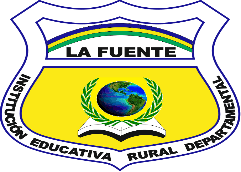 LA FUENTE
INSTITUCIÓN EDUCATIVA RURAL DEPARTAMENTAL